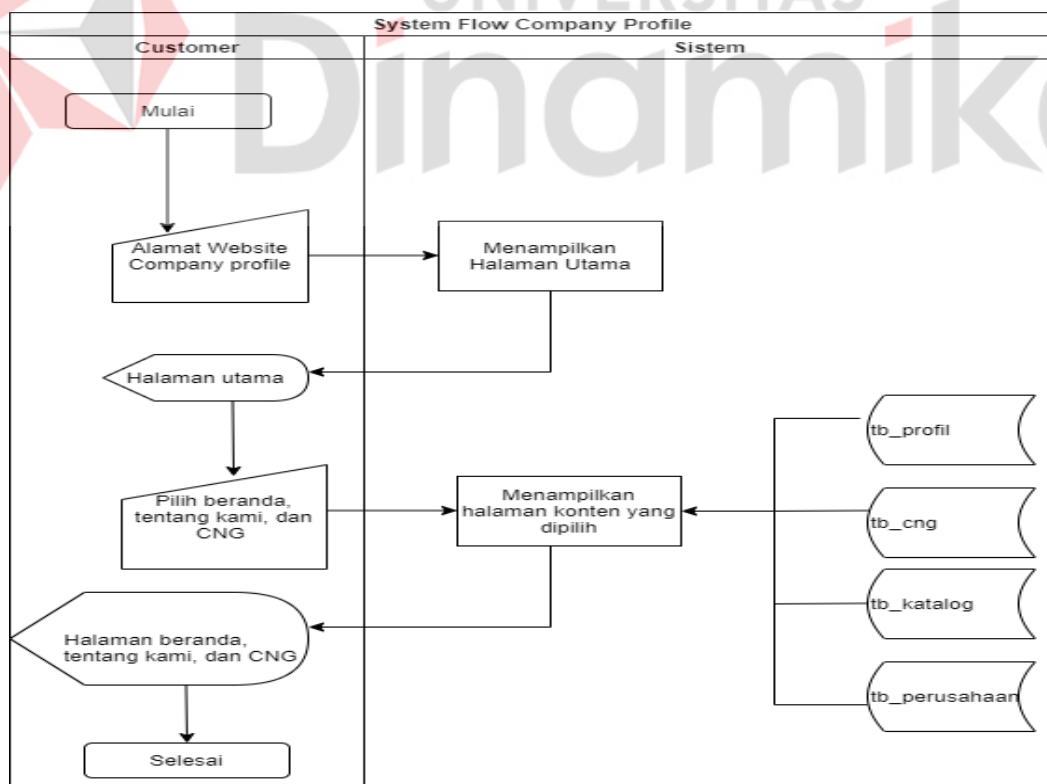 UNIVERSITAS
Dinamika
System Flow Company Profile
Customer
Sistem
Mulai
Alamat Website
Company profile
Menampilkan
Halaman Utama
Halaman utama
Pilih beranda,
tentang kami, dan
CNG
Menampilkan
halaman konten yang
dipilih
tb_profil
tb_cng
tb_katalog
tb_perusahaan
Halaman beranda,
tentang kami, dan CNG
Selesai